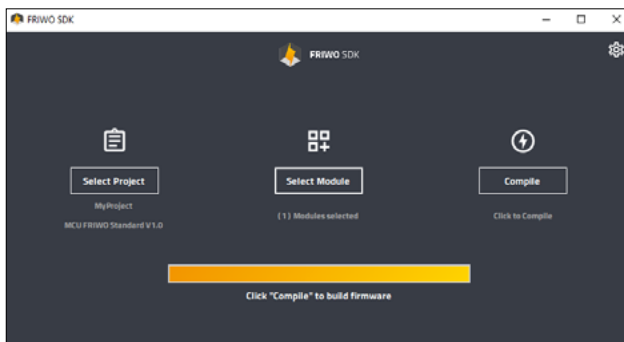 FRIWO SDK
FRIWO SDK
Select Project
Select Module
Compile
MyProject
(1) Modules selected
Click to Compile
MCU FRIWO Standard V1.0
Click "Compile" to build firmware